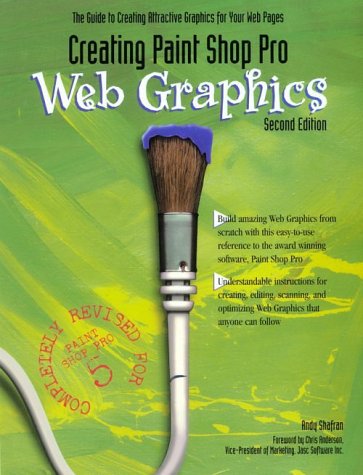 The Guide to Creating Attractive Graphics for Your Web Pages
Creating Paint Shop Pro
Web Graphics
Second Edition
Build amazing Web Graphics from
scratch with this easy-to-use
reference to the award winning
software, Paint Shop Pro
Understandable instructions for
creating, editing, scanning, and
optimizing Web Graphics that
anyone can follow
COMPLETELY REVISED FOR
PAINT
SHOP PRO
5
Andy Shafran
Foreword by Chris Anderson,
Vice-President of Marketing, Jasc Software Inc.